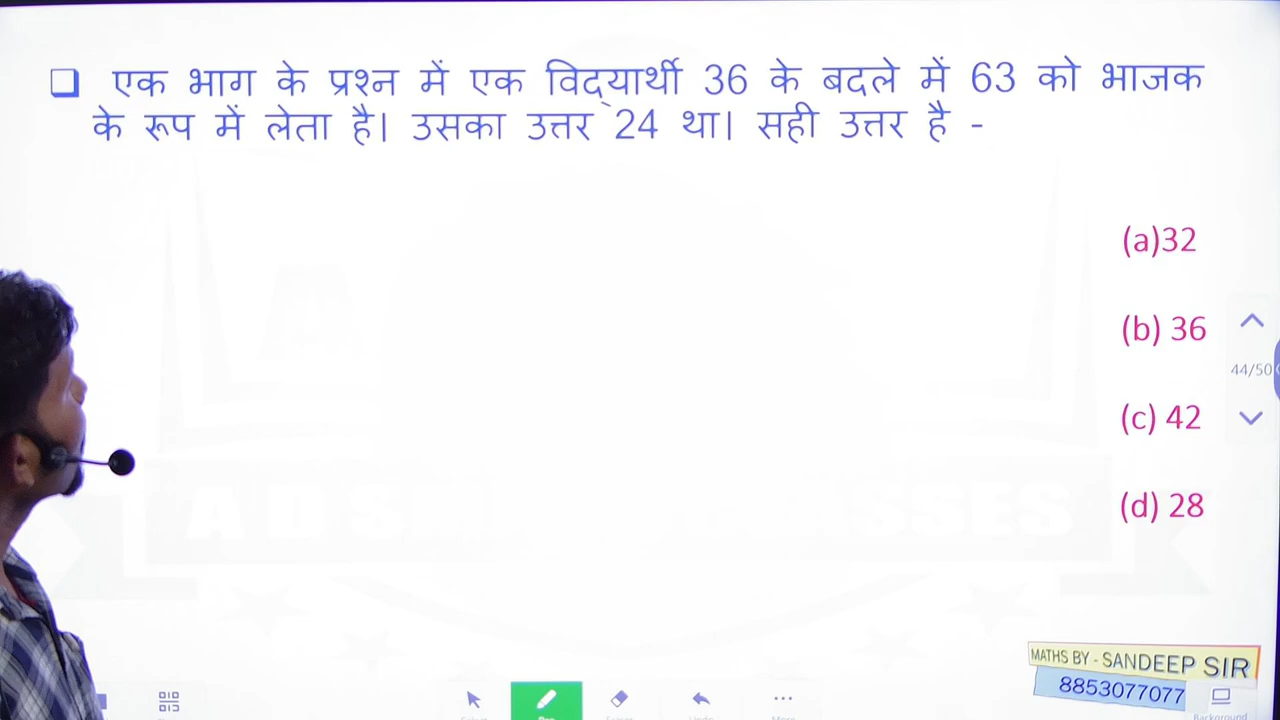 ❑ एक भाग के प्रश्न में एक विद्यार्थी 36 के बदले में 63 को भाजक
के रूप में लेता है। उसका उत्तर 24 था। सही उत्तर है -
(a)32
(b) 36
44/50
(c) 42
(d) 28
MATHS BY - SANDEEP SIR
8853077077
Background